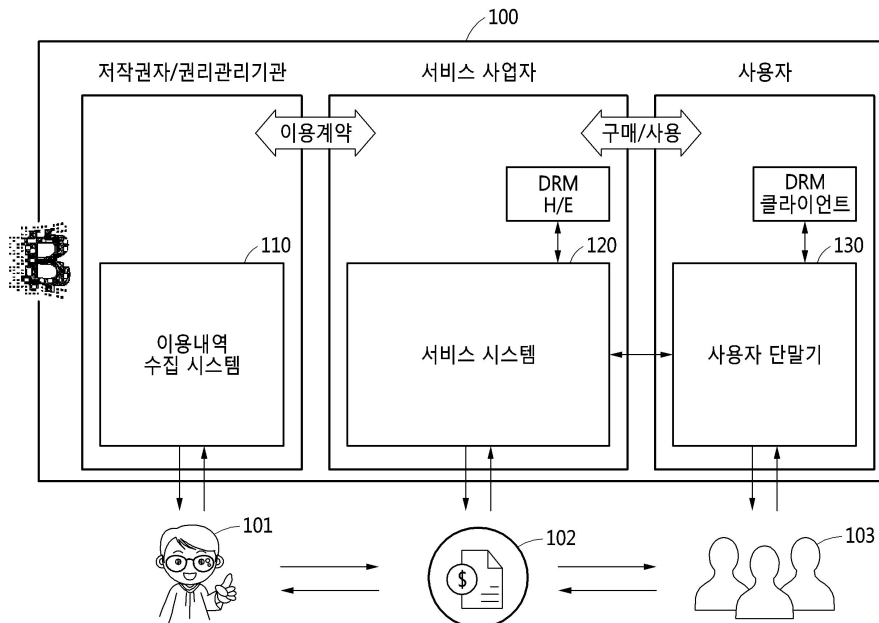 100
저작권자/권리관리기관
서비스 사업자
사용자
이용계약
구매/사용
DRM
H/E
DRM
클라이언트
110
120
130
이용내역
수집 시스템
서비스 시스템
사용자 단말기
101
102
103
$